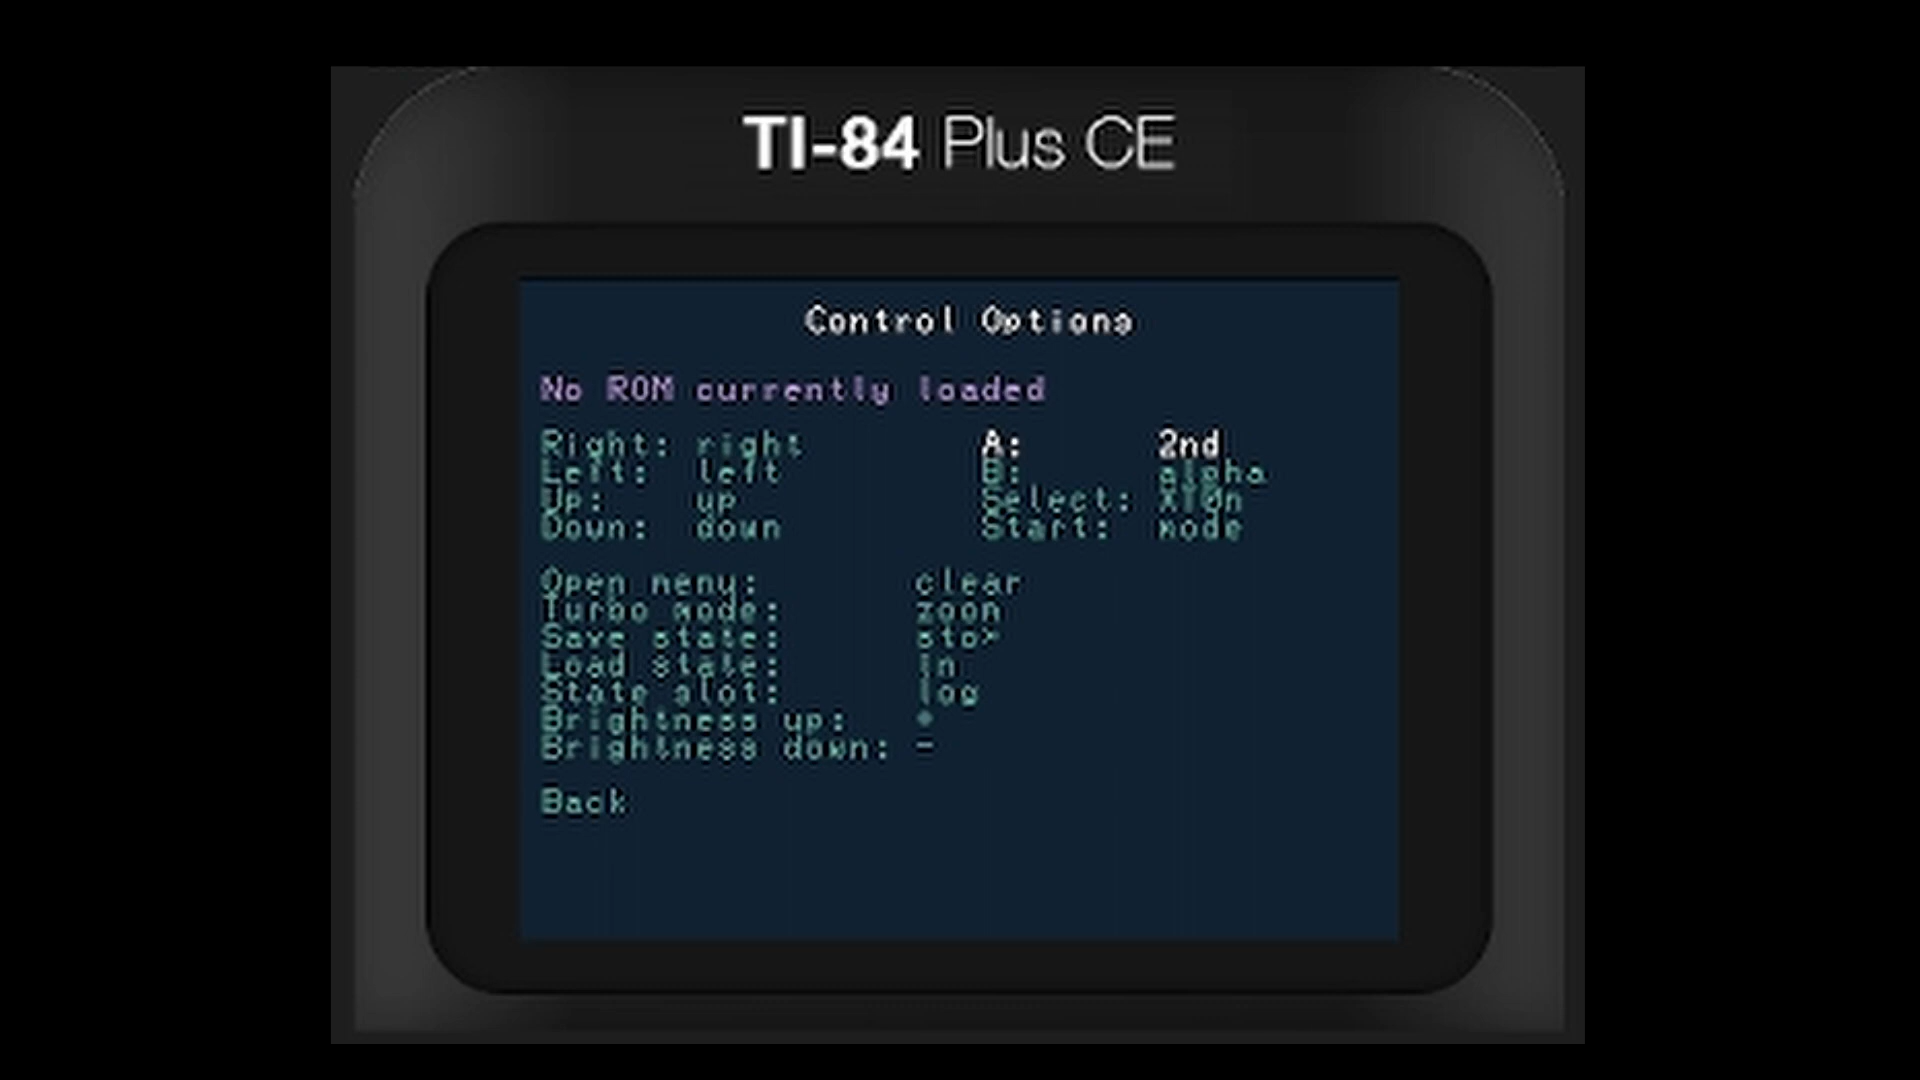 TI-84 Plus CE
Control Options
No ROM currently loaded
Right: right A: 2nd
Left: left B: alpha
Up: up Select: XTθn
Down: down Start: mode
Open menu: clear
Turbo mode: zoom
Save state: sto>
Load state: ln
State slot: log
Brightness up: +
Brightness down: -
Back